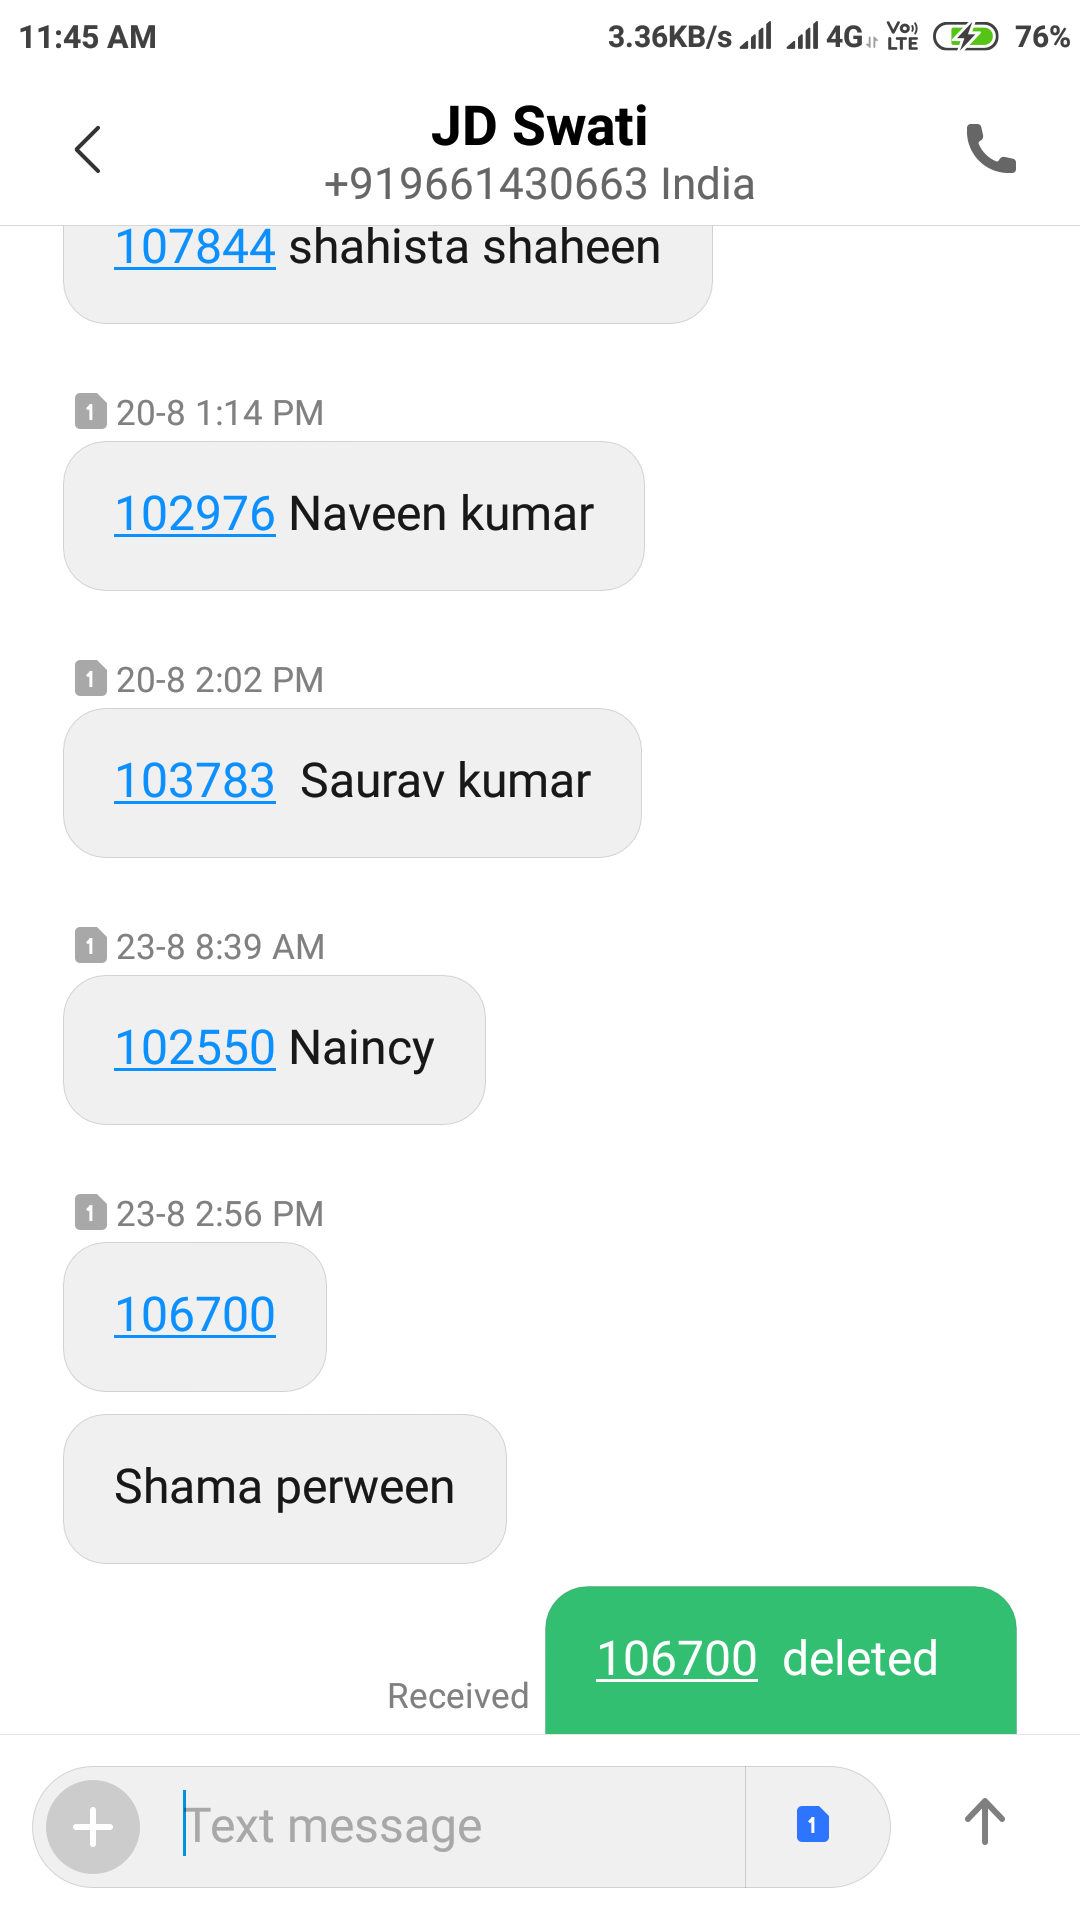 11:45 AM 3.36KB/s 4G Vo)) LTE 76%
JD Swati
+919661430663 India
107844 shahista shaheen
1 20-8 1:14 PM
102976 Naveen kumar
1 20-8 2:02 PM
103783  Saurav kumar
1 23-8 8:39 AM
102550 Naincy
1 23-8 2:56 PM
106700
Shama perween
106700  deleted
Received
Text message 1